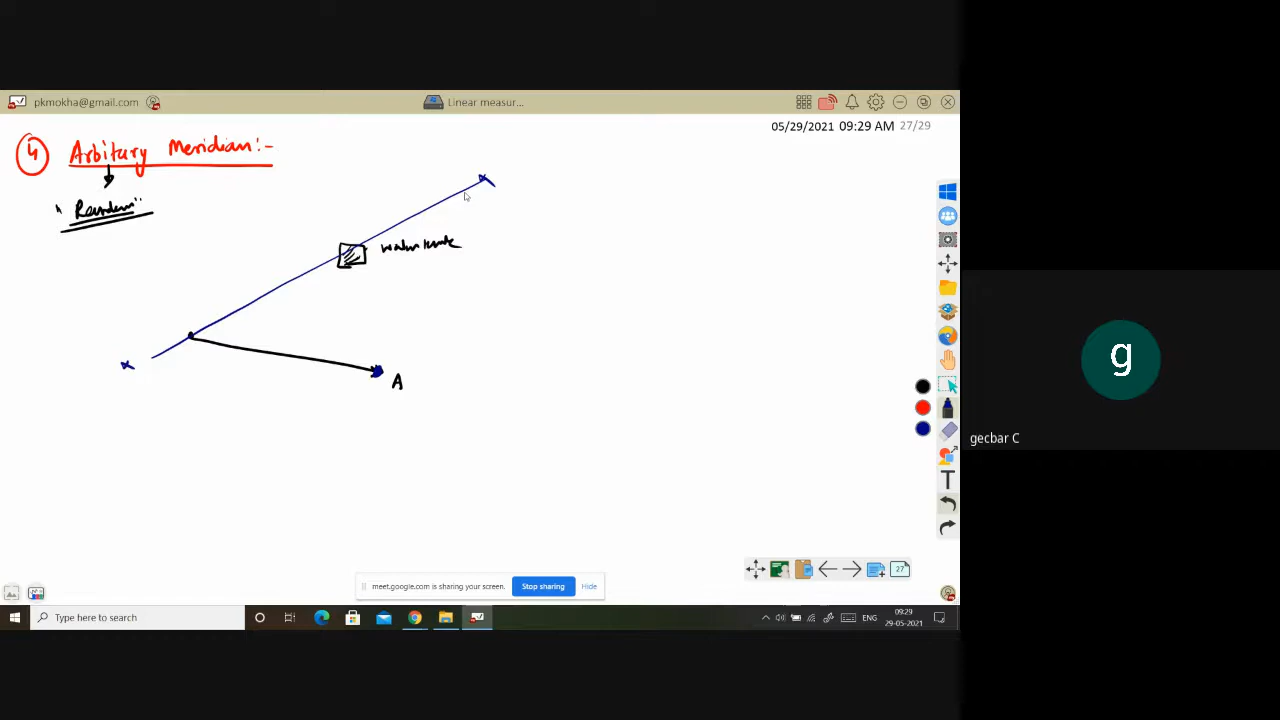 pkmokha@gmail.com
Linear measur...
05/29/2021 09:29 AM 27/29
4 Arbitary Meridian :-
Random
A
g
gecbar C
T
27
meet.google.com is sharing your screen. Stop sharing Hide
Type here to search
ENG
09:29
29-05-2021